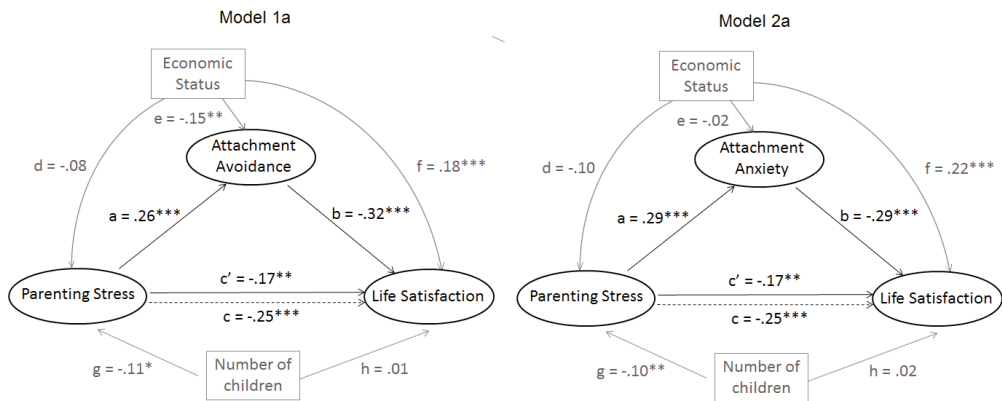 Model 1a
Economic
Status
e = -.15**
d = -.08
Attachment
Avoidance
f = .18***
a = .26***
b = -.32***
c’ = -.17**
Parenting Stress
Life Satisfaction
c = -.25***
g = -.11*
Number of
children
h = .01
Model 2a
Economic
Status
e = -.02
d = -.10
Attachment
Anxiety
f = .22***
a = .29***
b = -.29***
c’ = -.17**
Parenting Stress
Life Satisfaction
c = -.25***
g = -.10**
Number of
children
h = .02